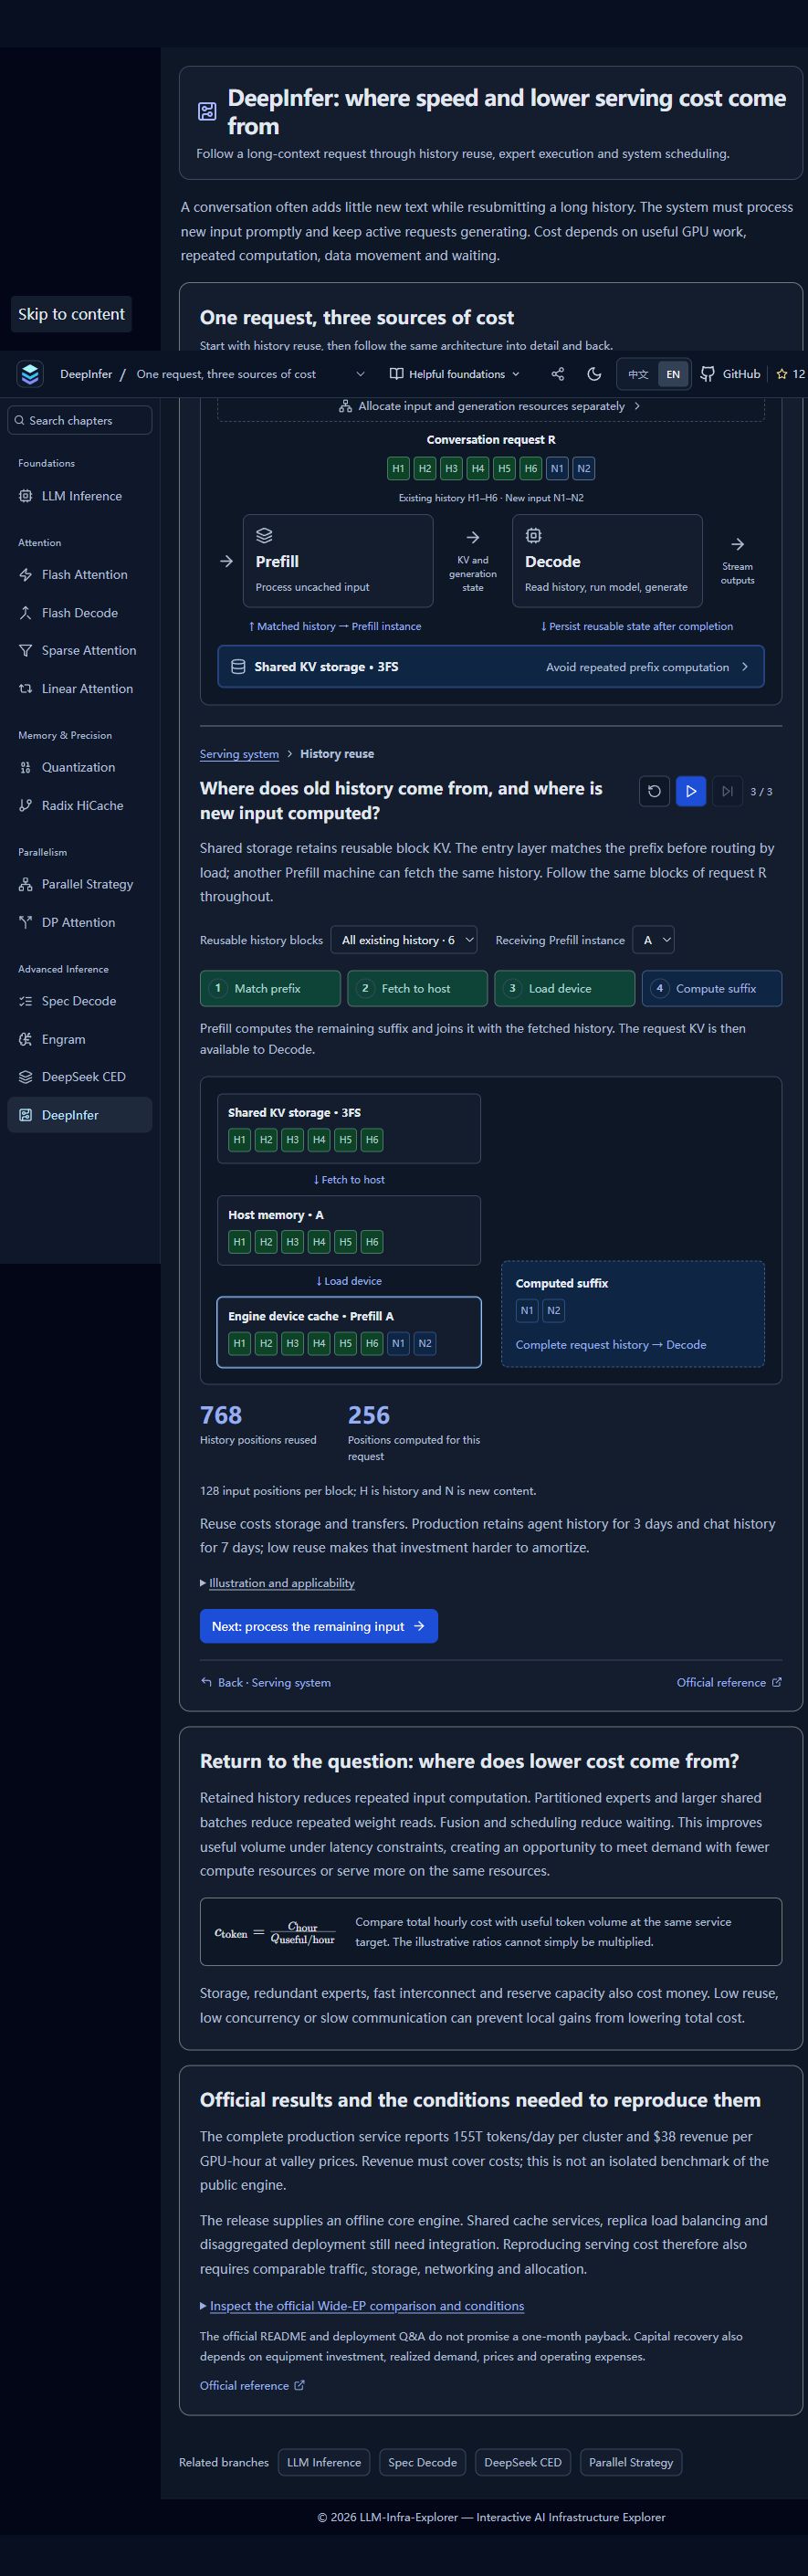 DeepInfer: where speed and lower serving cost come
from
Follow a long-context request through history reuse, expert execution and system scheduling.
A conversation often adds little new text while resubmitting a long history. The system must process
new input promptly and keep active requests generating. Cost depends on useful GPU work,
repeated computation, data movement and waiting.
Skip to content
One request, three sources of cost
Start with history reuse, then follow the same architecture into detail and back.
DeepInfer / One request, three sources of cost
Helpful foundations
中文
EN
GitHub
12
Search chapters
Foundations
LLM Inference
Attention
Flash Attention
Flash Decode
Sparse Attention
Linear Attention
Memory & Precision
Quantization
Radix HiCache
Parallelism
Parallel Strategy
DP Attention
Advanced Inference
Spec Decode
Engram
DeepSeek CED
DeepInfer
Allocate input and generation resources separately
Conversation request R
H1 H2 H3 H4 H5 H6 N1 N2
Existing history H1–H6 · New input N1–N2
Prefill
Process uncached input
KV and
generation
state
Decode
Read history, run model, generate
Stream
outputs
↑ Matched history → Prefill instance
↓ Persist reusable state after completion
Shared KV storage • 3FS
Avoid repeated prefix computation
Serving system > History reuse
Where does old history come from, and where is
new input computed?
3 / 3
Shared storage retains reusable block KV. The entry layer matches the prefix before routing by
load; another Prefill machine can fetch the same history. Follow the same blocks of request R
throughout.
Reusable history blocks All existing history · 6 Receiving Prefill instance A
1 Match prefix
2 Fetch to host
3 Load device
4 Compute suffix
Prefill computes the remaining suffix and joins it with the fetched history. The request KV is then
available to Decode.
Shared KV storage • 3FS
H1 H2 H3 H4 H5 H6
↓ Fetch to host
Host memory • A
H1 H2 H3 H4 H5 H6
↓ Load device
Engine device cache • Prefill A
H1 H2 H3 H4 H5 H6 N1 N2
Computed suffix
N1 N2
Complete request history → Decode
768
History positions reused
256
Positions computed for this
request
128 input positions per block; H is history and N is new content.
Reuse costs storage and transfers. Production retains agent history for 3 days and chat history
for 7 days; low reuse makes that investment harder to amortize.
Illustration and applicability
Next: process the remaining input →
Back · Serving system
Official reference
Return to the question: where does lower cost come from?
Retained history reduces repeated input computation. Partitioned experts and larger shared
batches reduce repeated weight reads. Fusion and scheduling reduce waiting. This improves
useful volume under latency constraints, creating an opportunity to meet demand with fewer
compute resources or serve more on the same resources.
c_token = C_hour / Q_useful/hour
Compare total hourly cost with useful token volume at the same service
target. The illustrative ratios cannot simply be multiplied.
Storage, redundant experts, fast interconnect and reserve capacity also cost money. Low reuse,
low concurrency or slow communication can prevent local gains from lowering total cost.
Official results and the conditions needed to reproduce them
The complete production service reports 155T tokens/day per cluster and $38 revenue per
GPU-hour at valley prices. Revenue must cover costs; this is not an isolated benchmark of the
public engine.
The release supplies an offline core engine. Shared cache services, replica load balancing and
disaggregated deployment still need integration. Reproducing serving cost therefore also
requires comparable traffic, storage, networking and allocation.
Inspect the official Wide-EP comparison and conditions
The official README and deployment Q&A do not promise a one-month payback. Capital recovery also
depends on equipment investment, realized demand, prices and operating expenses.
Official reference
Related branches LLM Inference Spec Decode DeepSeek CED Parallel Strategy
© 2026 LLM-Infra-Explorer — Interactive AI Infrastructure Explorer